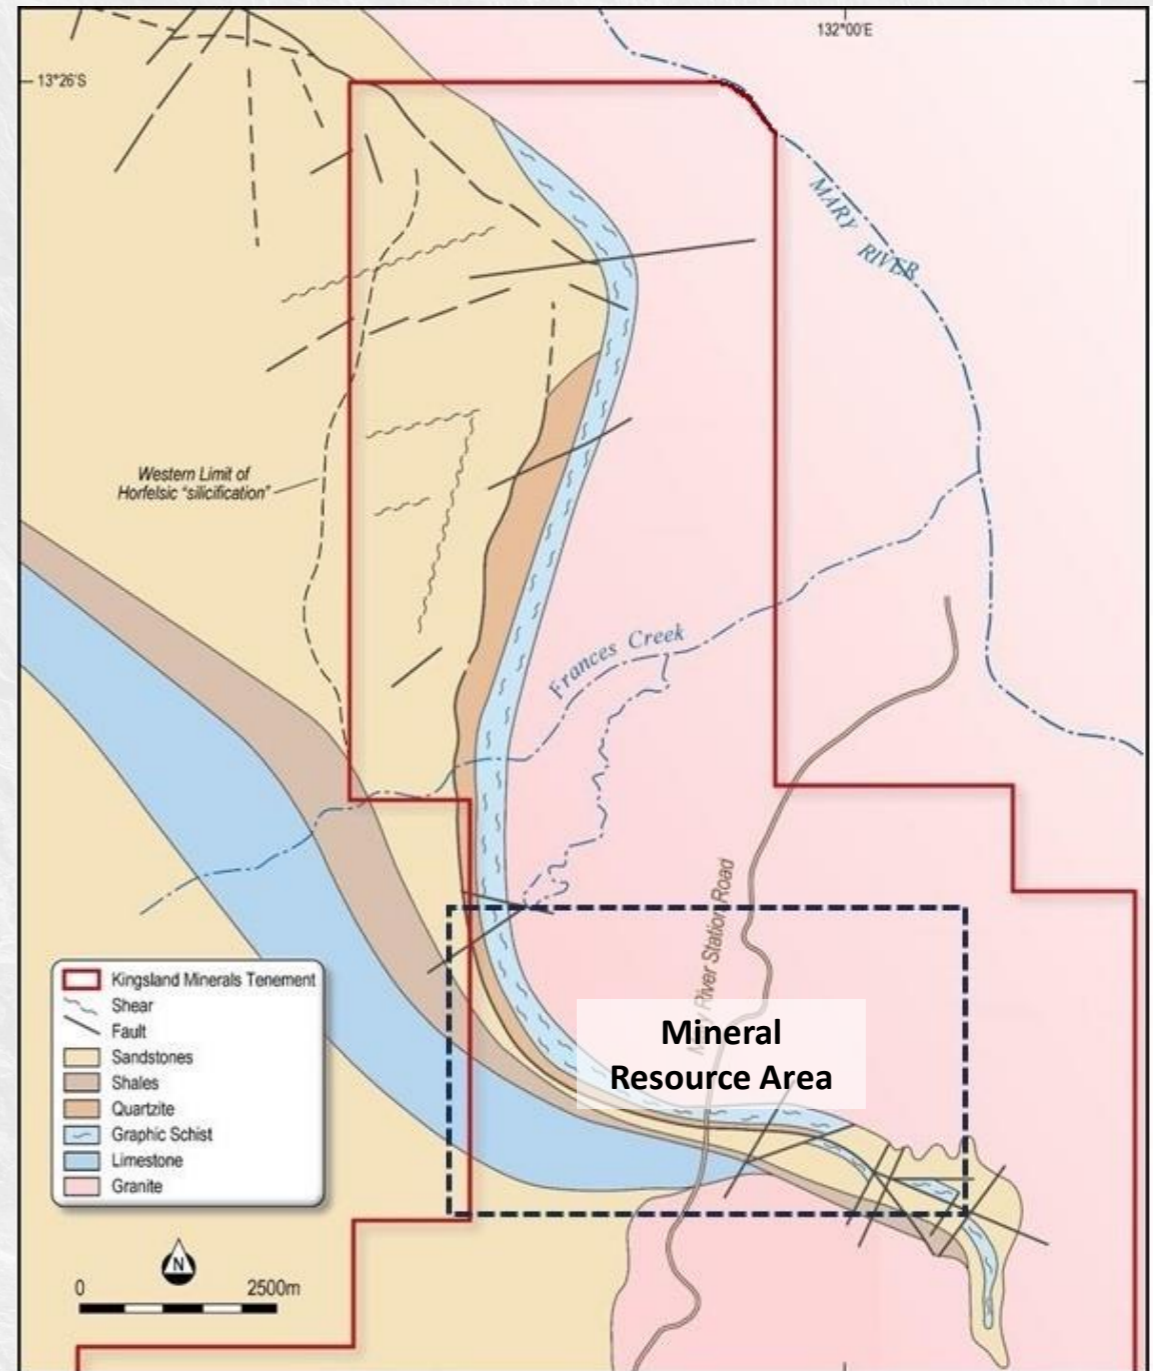 132°00'E
13°26'S
MARY RIVER
Western Limit of
Horfelsic "silicification"
Frances Creek
River Station Road
Mineral
Resource Area
Kingsland Minerals Tenement
Shear
Fault
Sandstones
Shales
Quartzite
Graphic Schist
Limestone
Granite
N
0 2500m